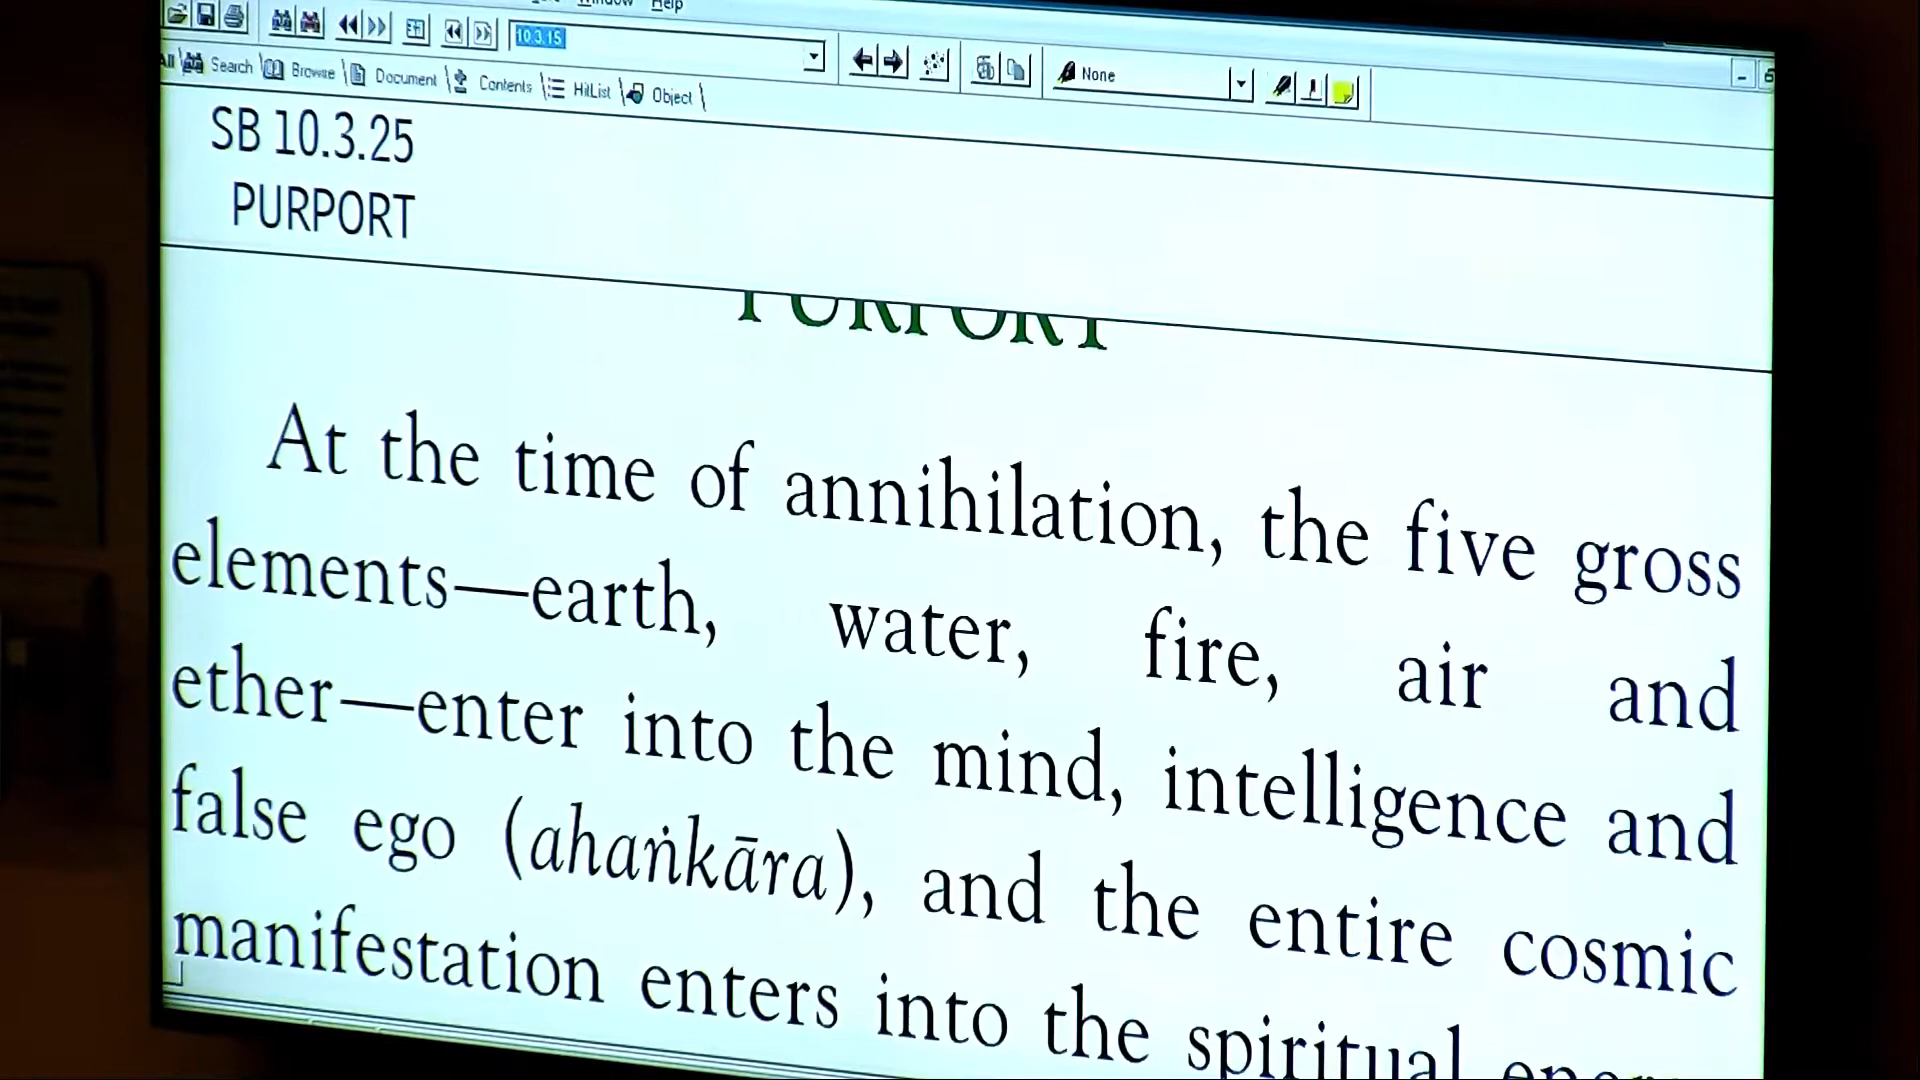 Window Help
10.3.15
None
All Search Browse Document Contents HitList Object
SB 10.3.25
PURPORT
PURPORT
At the time of annihilation, the five gross
elements—earth, water, fire, air and
ether—enter into the mind, intelligence and
false ego (ahaṅkāra), and the entire cosmic
manifestation enters into the spiritual